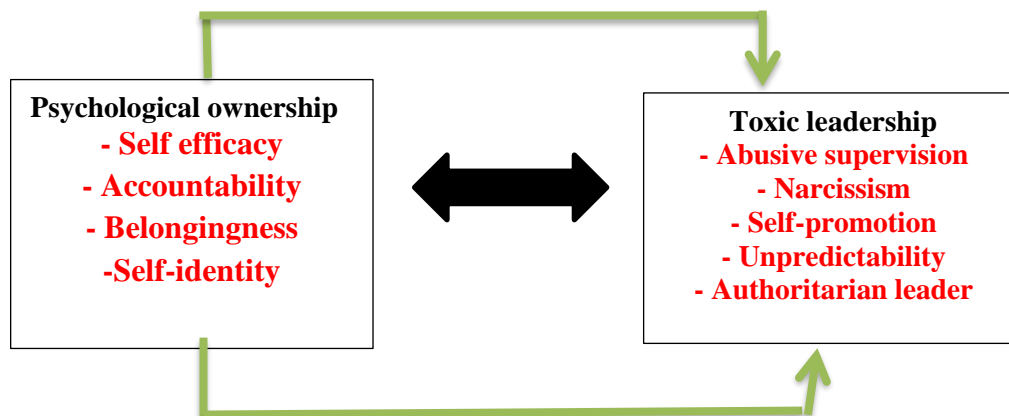 Psychological ownership
- Self efficacy
- Accountability
- Belongingness
-Self-identity
Toxic leadership
- Abusive supervision
- Narcissism
- Self-promotion
- Unpredictability
- Authoritarian leader